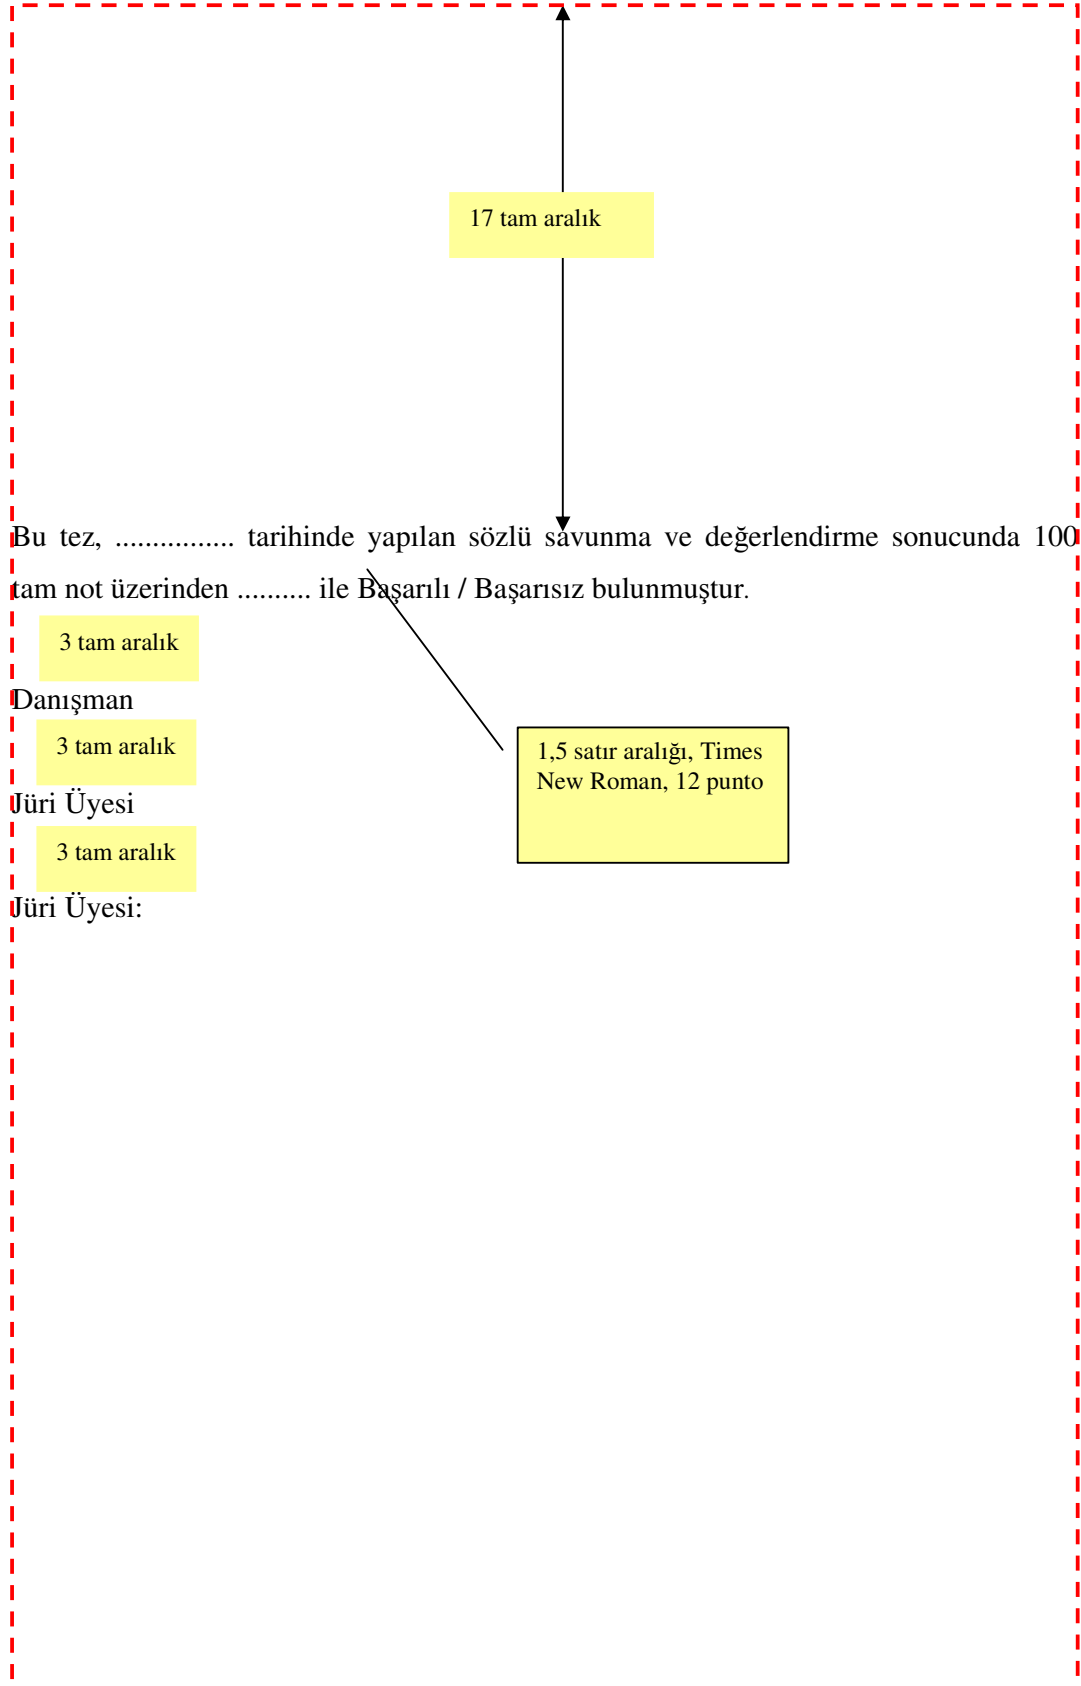 17 tam aralık
Bu tez, ................ tarihinde yapılan sözlü savunma ve değerlendirme sonucunda 100
tam not üzerinden .......... ile Başarılı / Başarısız bulunmuştur.
3 tam aralık
Danışman
3 tam aralık
1,5 satır aralığı, Times
New Roman, 12 punto
Jüri Üyesi
3 tam aralık
Jüri Üyesi: